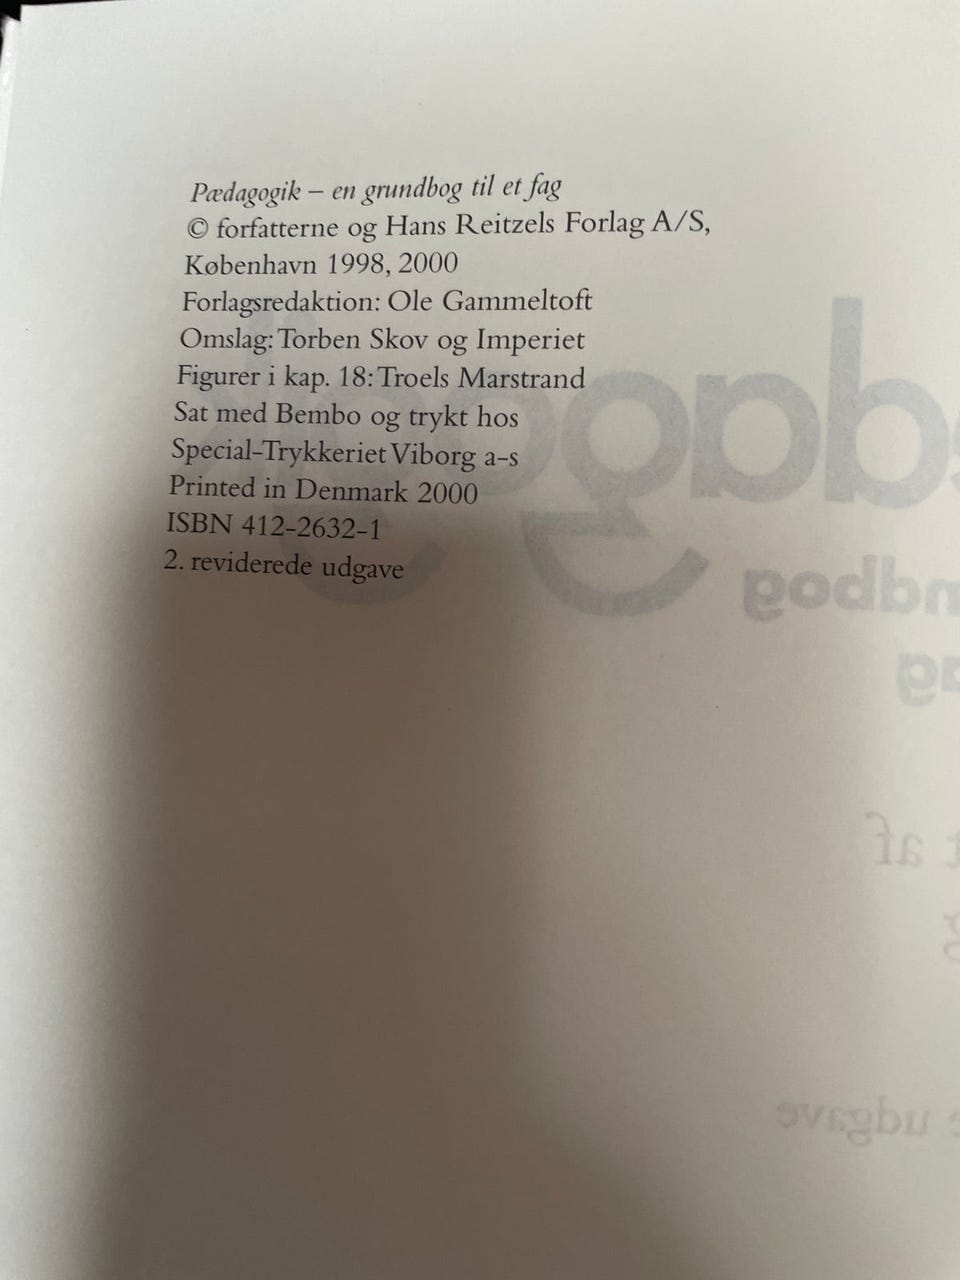 Pædagogik – en grundbog til et fag
© forfatterne og Hans Reitzels Forlag A/S,
København 1998, 2000
Forlagsredaktion: Ole Gammeltoft
Omslag: Torben Skov og Imperiet
Figurer i kap. 18: Troels Marstrand
Sat med Bembo og trykt hos
Special-Trykkeriet Viborg a-s
Printed in Denmark 2000
ISBN 412-2632-1
2. reviderede udgave